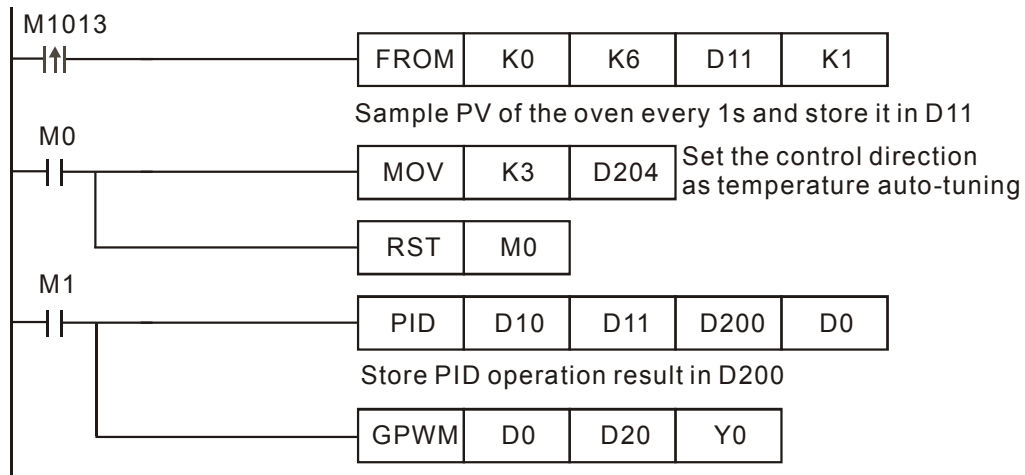 M1013
FROM K0 K6 D11 K1
Sample PV of the oven every 1s and store it in D11
M0
MOV K3 D204
Set the control direction
as temperature auto-tuning
RST M0
M1
PID D10 D11 D200 D0
Store PID operation result in D200
GPWM D0 D20 Y0